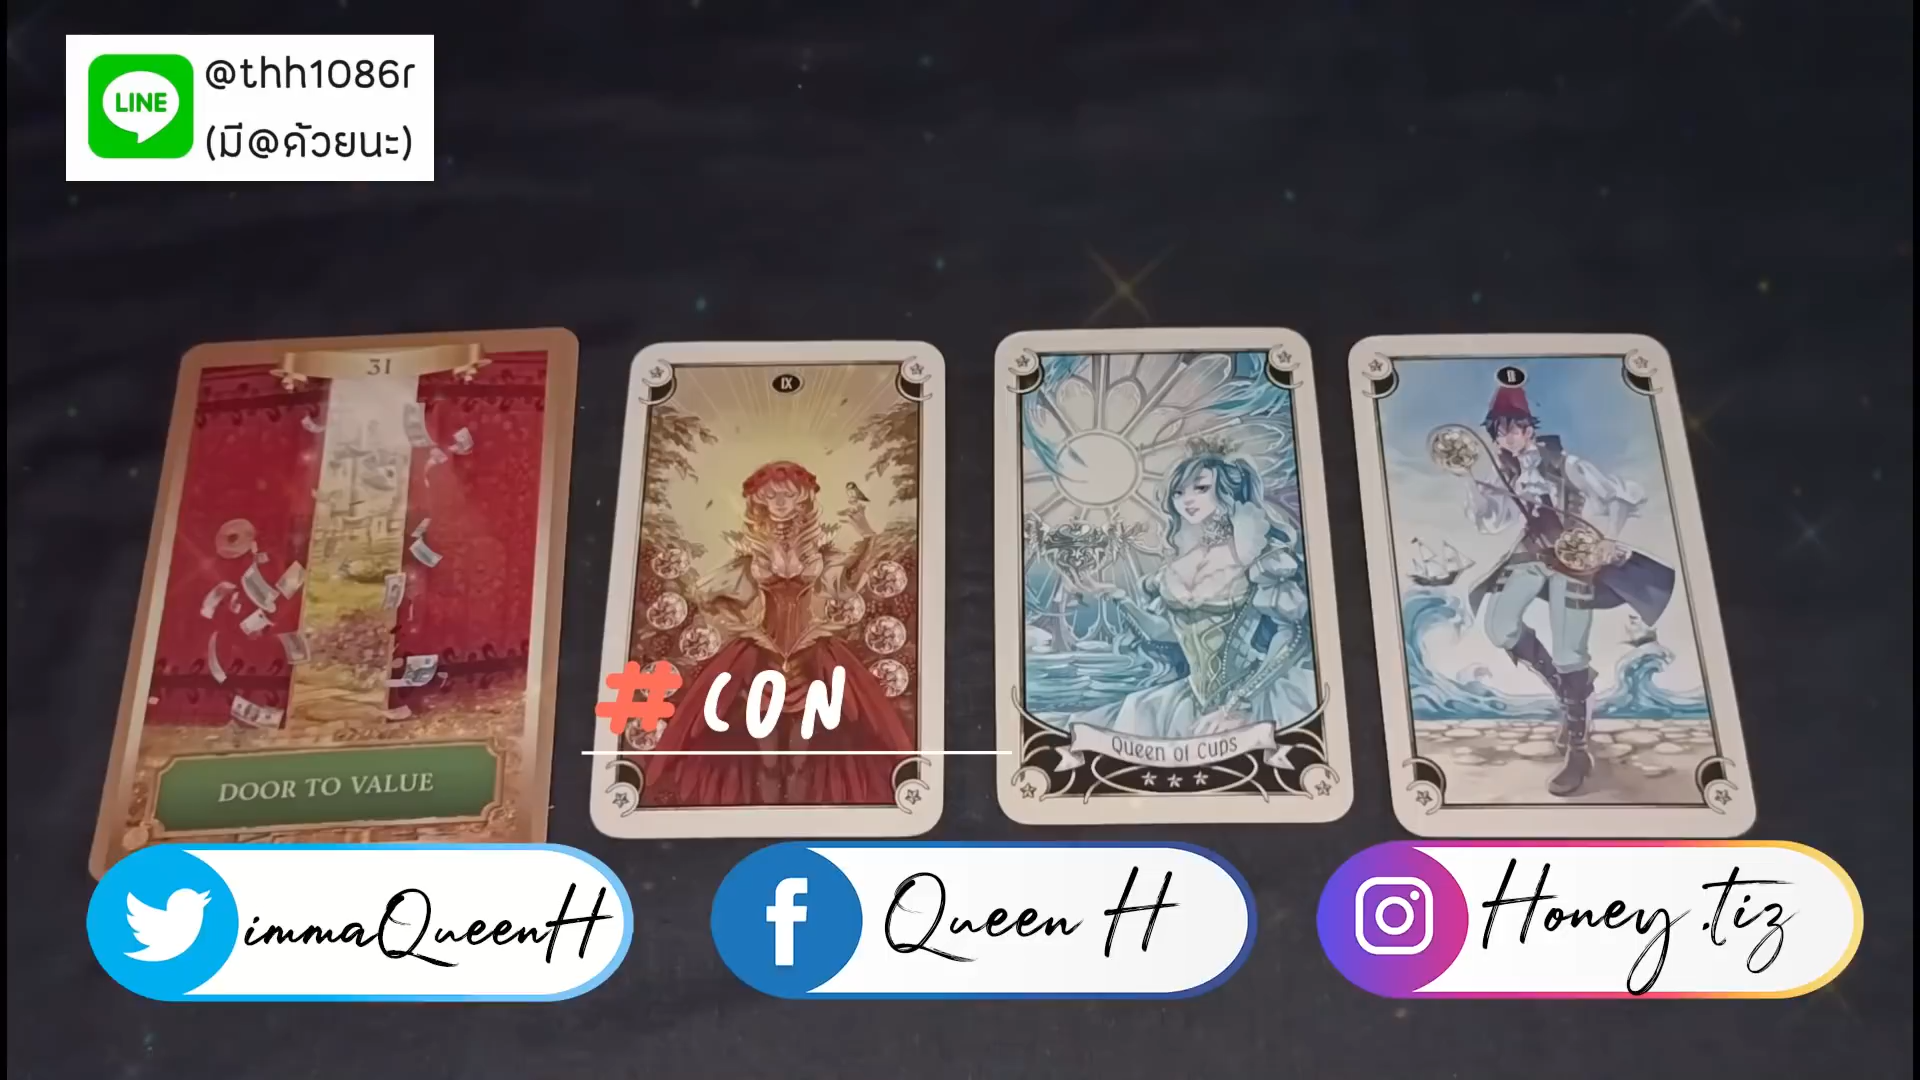 LINE
@thh1086r
(มี@ด้วยนะ)
31
DOOR TO VALUE
IX
Queen of Cups
II
# CON
immaQueenH
Queen H
Honey.tiz